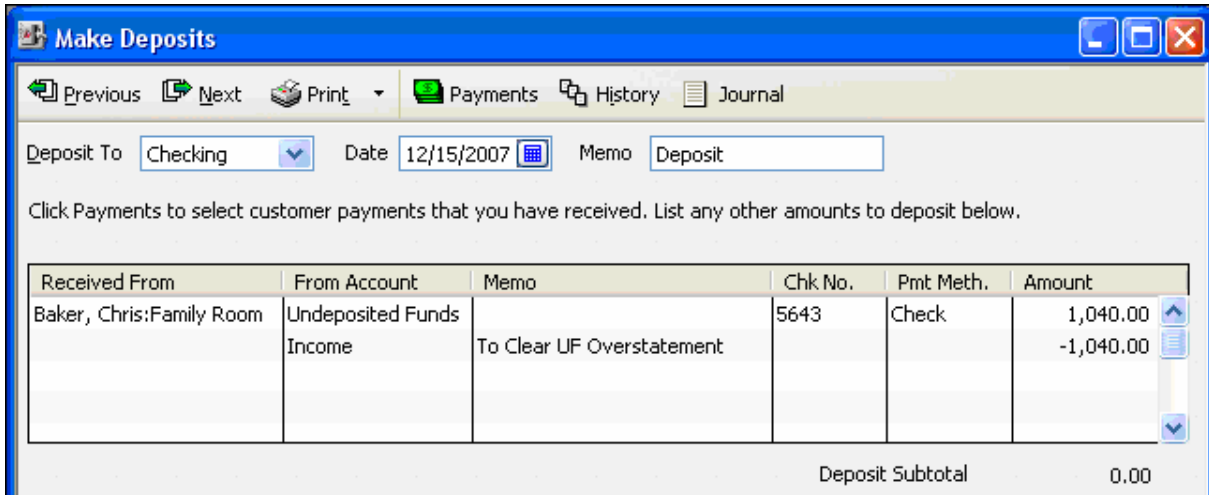 Make Deposits
Previous Next Print Payments History Journal
Deposit To Checking Date 12/15/2007 Memo Deposit
Click Payments to select customer payments that you have received. List any other amounts to deposit below.
Received From From Account Memo Chk No. Pmt Meth. Amount
Baker, Chris:Family Room Undeposited Funds 5643 Check 1,040.00
Income To Clear UF Overstatement -1,040.00
Deposit Subtotal 0.00